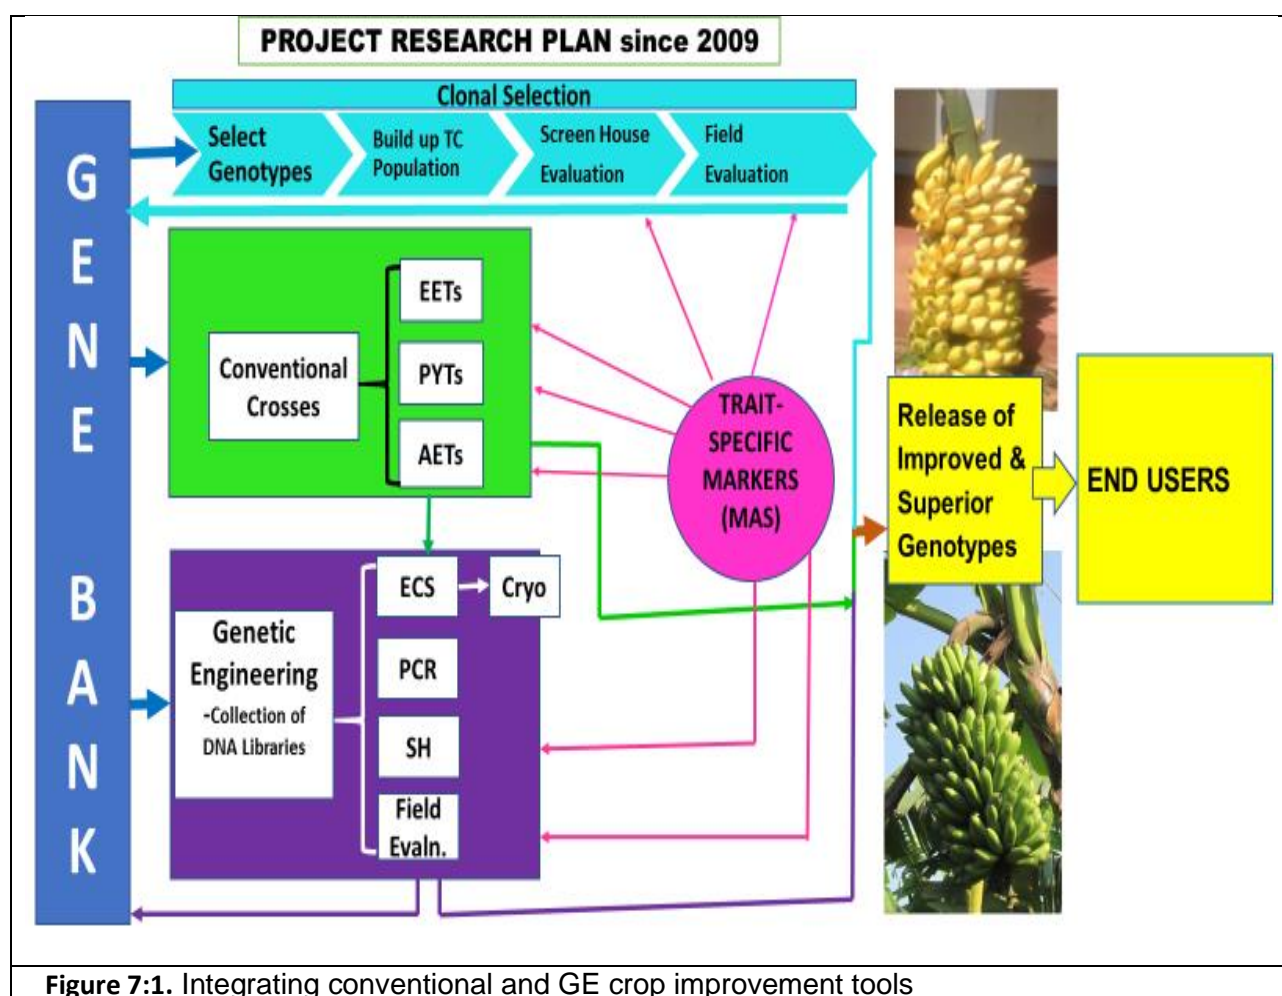 PROJECT RESEARCH PLAN since 2009
Clonal Selection
Select
Genotypes
Build up TC
Population
Screen House
Evaluation
Field
Evaluation
GENE BANK
Conventional
Crosses
EETs
PYTs
AETs
TRAIT-
SPECIFIC
MARKERS
(MAS)
Release of
Improved &
Superior
Genotypes
END USERS
Genetic
Engineering
-Collection of
DNA Libraries
ECS
Cryo
PCR
SH
Field
Evaln.
Figure 7:1. Integrating conventional and GE crop improvement tools